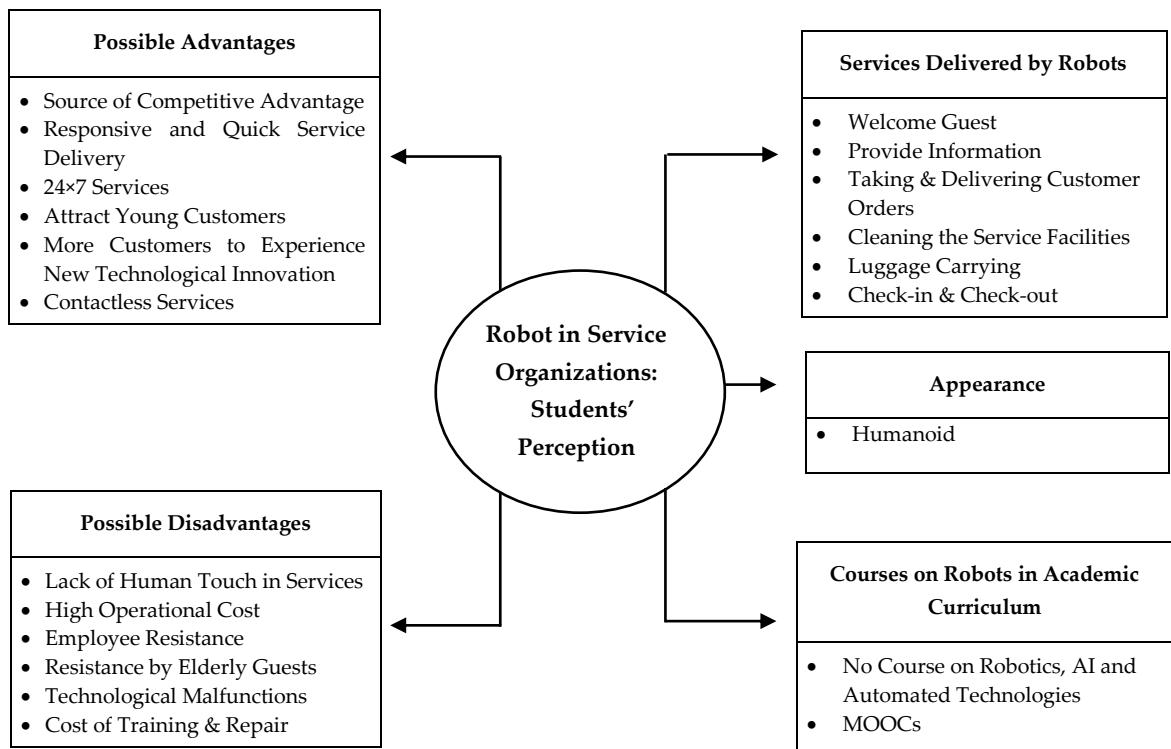 Possible Advantages
• Source of Competitive Advantage
• Responsive and Quick Service
Delivery
• 24×7 Services
• Attract Young Customers
• More Customers to Experience
New Technological Innovation
• Contactless Services
Services Delivered by Robots
• Welcome Guest
• Provide Information
• Taking & Delivering Customer
Orders
• Cleaning the Service Facilities
• Luggage Carrying
• Check-in & Check-out
Robot in Service
Organizations:
Students’
Perception
Appearance
• Humanoid
Possible Disadvantages
• Lack of Human Touch in Services
• High Operational Cost
• Employee Resistance
• Resistance by Elderly Guests
• Technological Malfunctions
• Cost of Training & Repair
Courses on Robots in Academic
Curriculum
• No Course on Robotics, AI and
Automated Technologies
• MOOCs